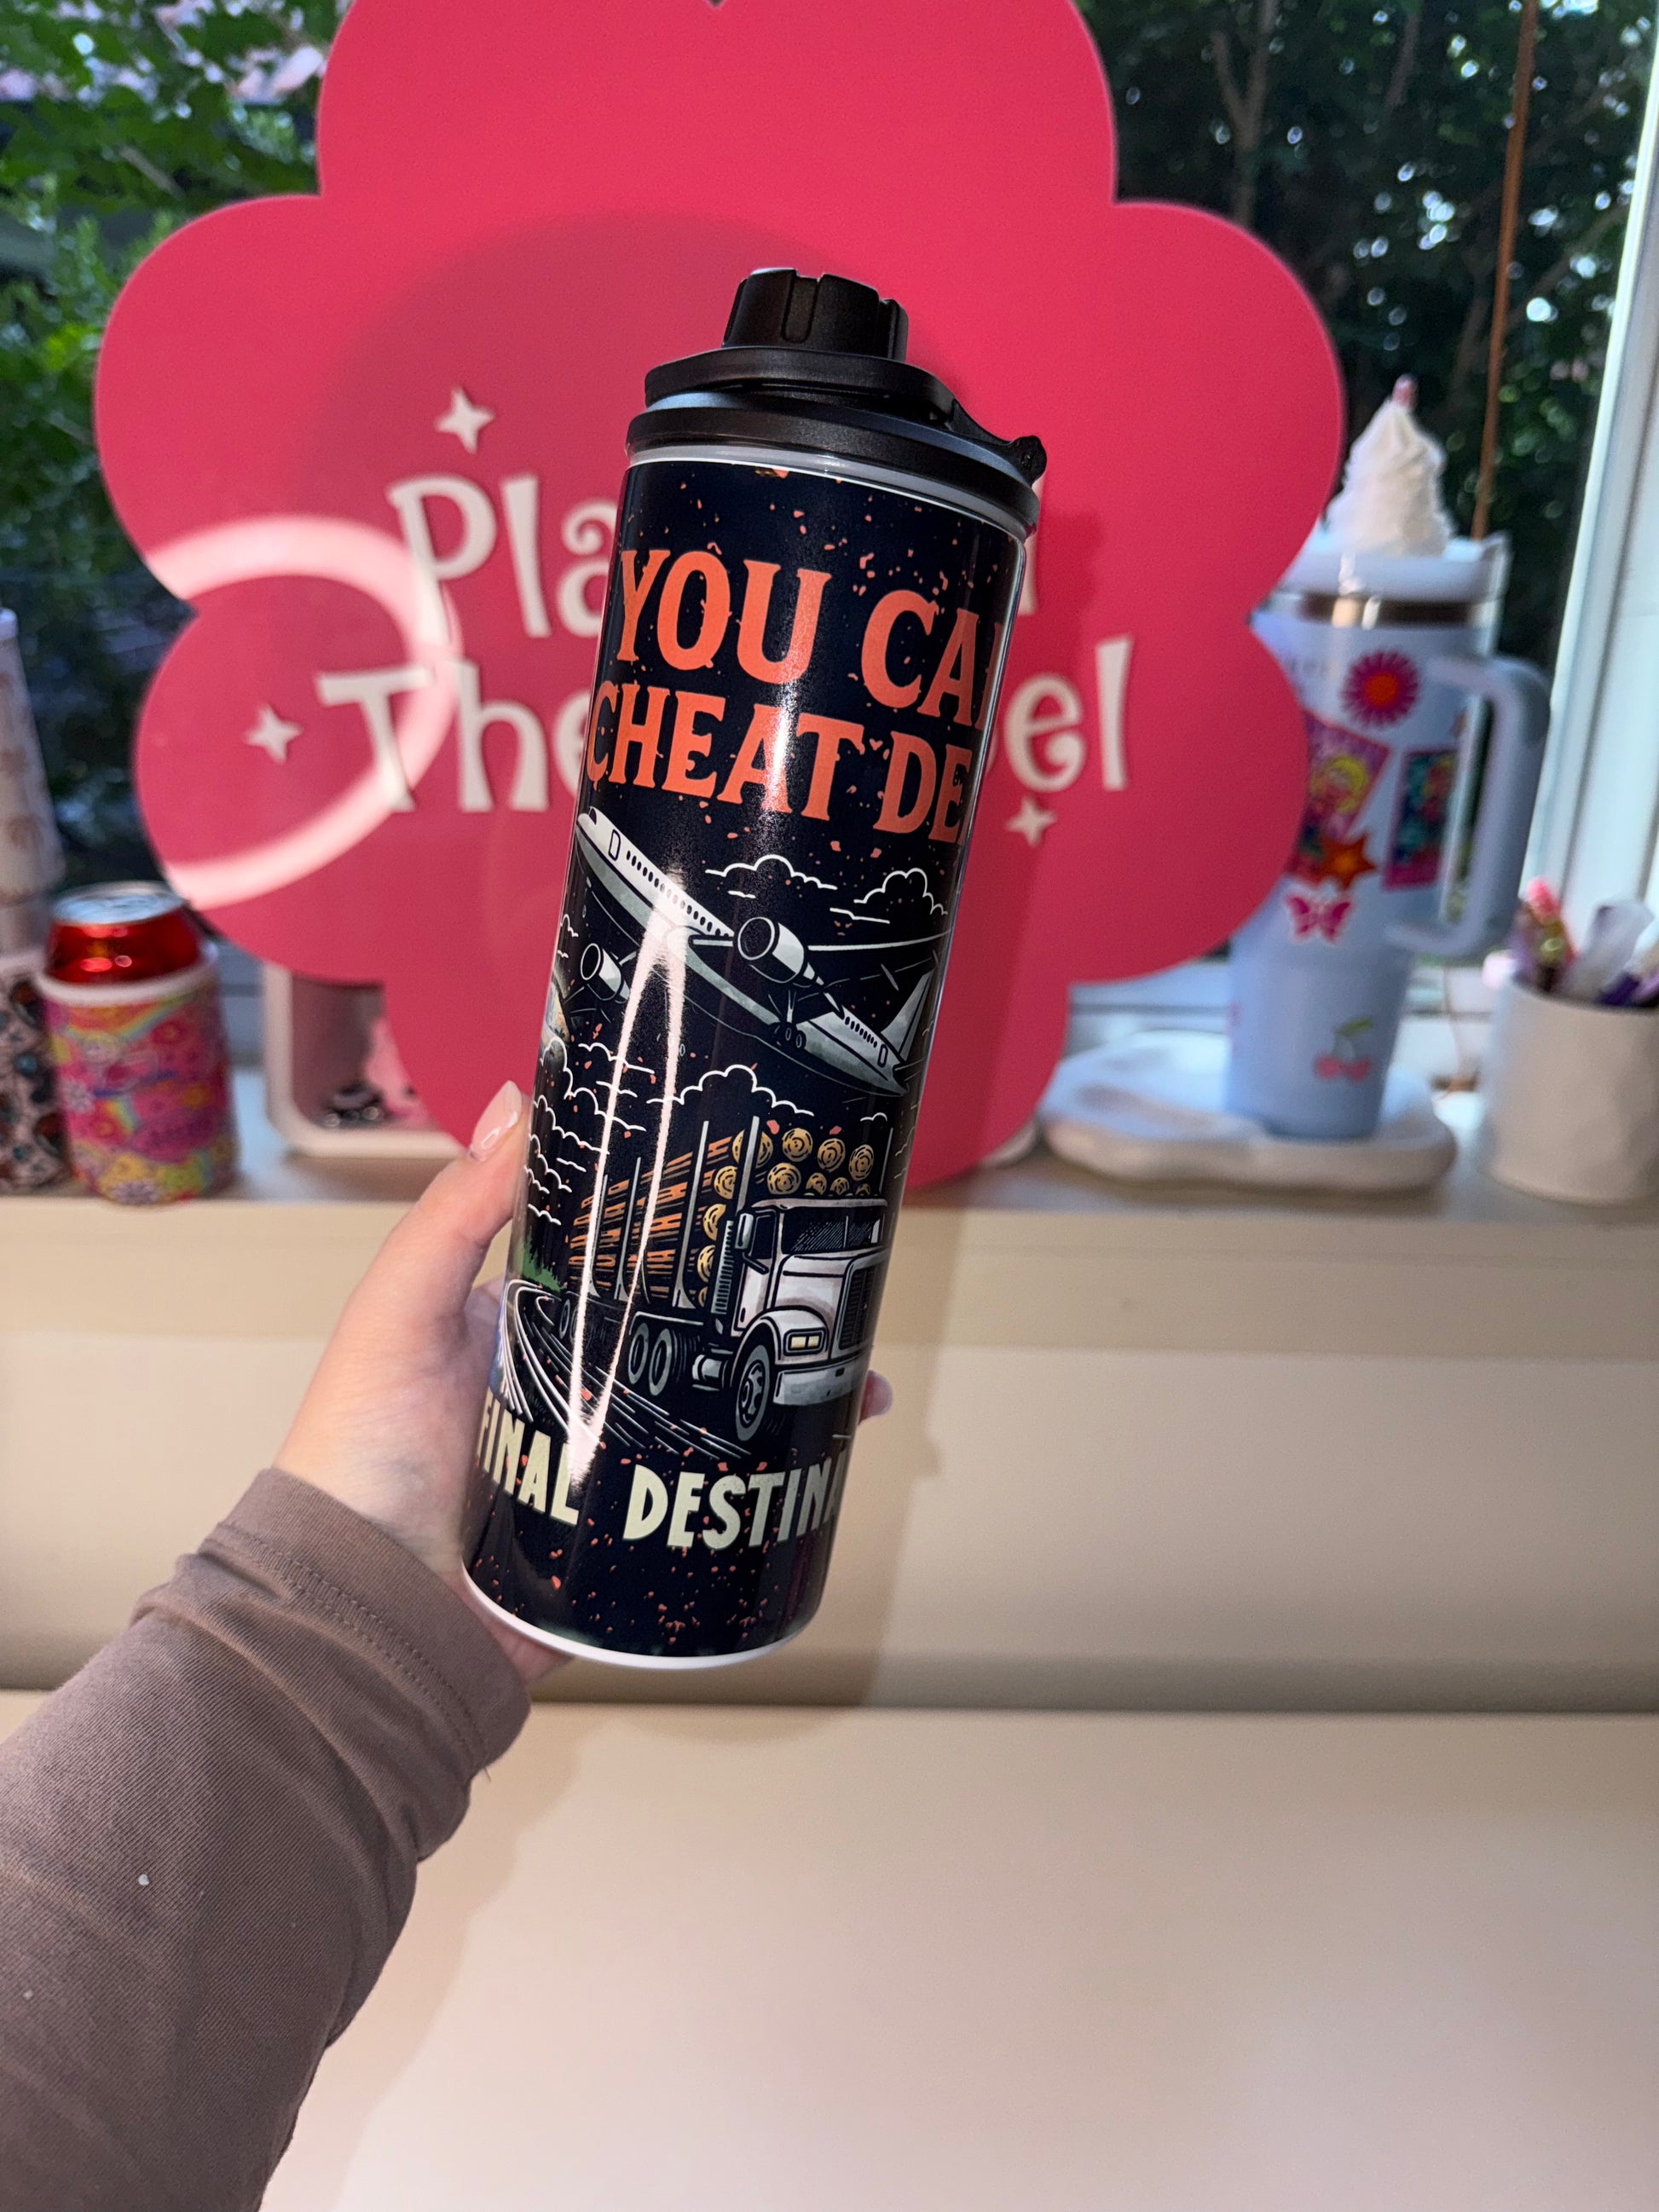 YOU CA
CHEAT DE
FINAL DESTINA
Pla
The
el